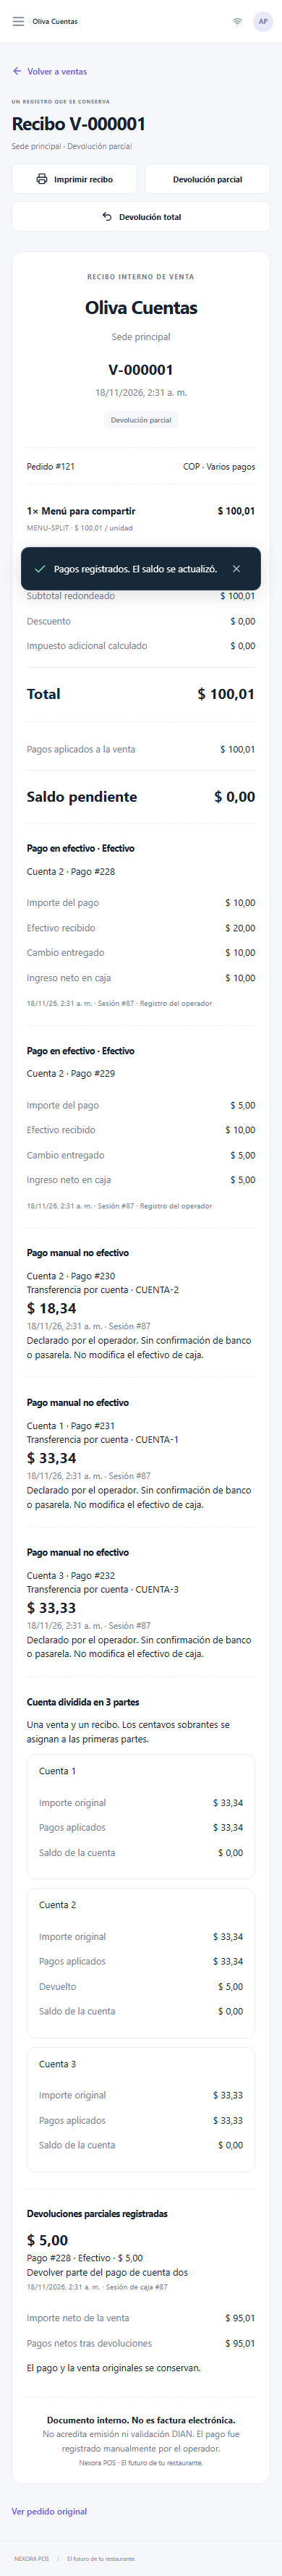 Oliva Cuentas
AP
Volver a ventas
UN REGISTRO QUE SE CONSERVA
Recibo V-000001
Sede principal · Devolución parcial
Imprimir recibo
Devolución parcial
Devolución total
RECIBO INTERNO DE VENTA
Oliva Cuentas
Sede principal
V-000001
18/11/2026, 2:31 a. m.
Devolución parcial
Pedido #121 COP · Varios pagos
1× Menú para compartir $ 100,01
MENU-SPLIT · $ 100,01 / unidad
Pagos registrados. El saldo se actualizó.
Subtotal redondeado $ 100,01
Descuento $ 0,00
Impuesto adicional calculado $ 0,00
Total $ 100,01
Pagos aplicados a la venta $ 100,01
Saldo pendiente $ 0,00
Pago en efectivo · Efectivo
Cuenta 2 · Pago #228
Importe del pago $ 10,00
Efectivo recibido $ 20,00
Cambio entregado $ 10,00
Ingreso neto en caja $ 10,00
18/11/26, 2:31 a. m. · Sesión #87 · Registro del operador
Pago en efectivo · Efectivo
Cuenta 2 · Pago #229
Importe del pago $ 5,00
Efectivo recibido $ 10,00
Cambio entregado $ 5,00
Ingreso neto en caja $ 5,00
18/11/26, 2:31 a. m. · Sesión #87 · Registro del operador
Pago manual no efectivo
Cuenta 2 · Pago #230
Transferencia por cuenta · CUENTA-2
$ 18,34
18/11/26, 2:31 a. m. · Sesión #87
Declarado por el operador. Sin confirmación de banco
o pasarela. No modifica el efectivo de caja.
Pago manual no efectivo
Cuenta 1 · Pago #231
Transferencia por cuenta · CUENTA-1
$ 33,34
18/11/26, 2:31 a. m. · Sesión #87
Declarado por el operador. Sin confirmación de banco
o pasarela. No modifica el efectivo de caja.
Pago manual no efectivo
Cuenta 3 · Pago #232
Transferencia por cuenta · CUENTA-3
$ 33,33
18/11/26, 2:31 a. m. · Sesión #87
Declarado por el operador. Sin confirmación de banco
o pasarela. No modifica el efectivo de caja.
Cuenta dividida en 3 partes
Una venta y un recibo. Los centavos sobrantes se
asignan a las primeras partes.
Cuenta 1
Importe original $ 33,34
Pagos aplicados $ 33,34
Saldo de la cuenta $ 0,00
Cuenta 2
Importe original $ 33,34
Pagos aplicados $ 33,34
Devuelto $ 5,00
Saldo de la cuenta $ 0,00
Cuenta 3
Importe original $ 33,33
Pagos aplicados $ 33,33
Saldo de la cuenta $ 0,00
Devoluciones parciales registradas
$ 5,00
Pago #228 · Efectivo · $ 5,00
Devolver parte del pago de cuenta dos
18/11/2026, 2:31 a. m. · Sesión de caja #87
Importe neto de la venta $ 95,01
Pagos netos tras devoluciones $ 95,01
El pago y la venta originales se conservan.
Documento interno. No es factura electrónica.
No acredita emisión ni validación DIAN. El pago fue
registrado manualmente por el operador.
Nexora POS · El futuro de tu restaurante.
Ver pedido original
NEXORA POS / El futuro de tu restaurante.